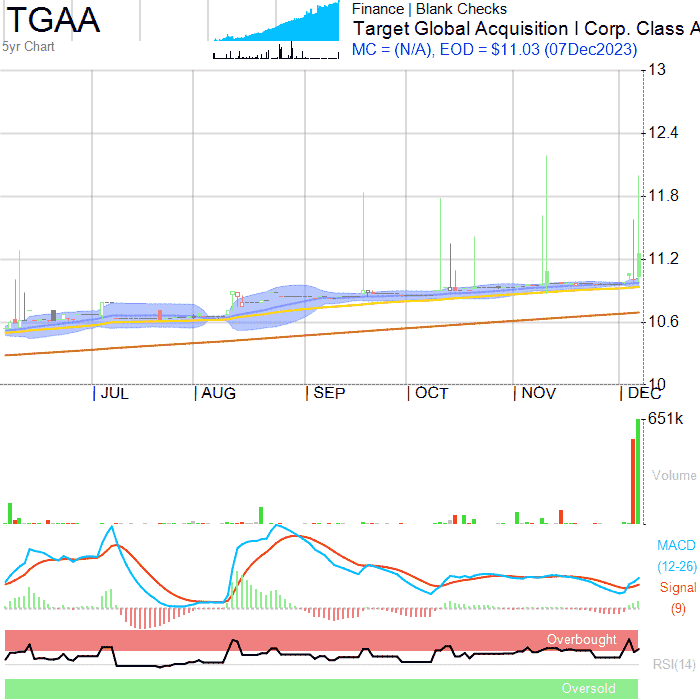 TGAA
5yr Chart
Finance | Blank Checks
Target Global Acquisition I Corp. Class A
MC = (N/A), EOD = $11.03 (07Dec2023)
13
12.4
11.8
11.2
10.6
10
JUL
AUG
SEP
OCT
NOV
DEC
651k
Volume
MACD
(12-26)
Signal
(9)
Overbought
RSI(14)
Oversold